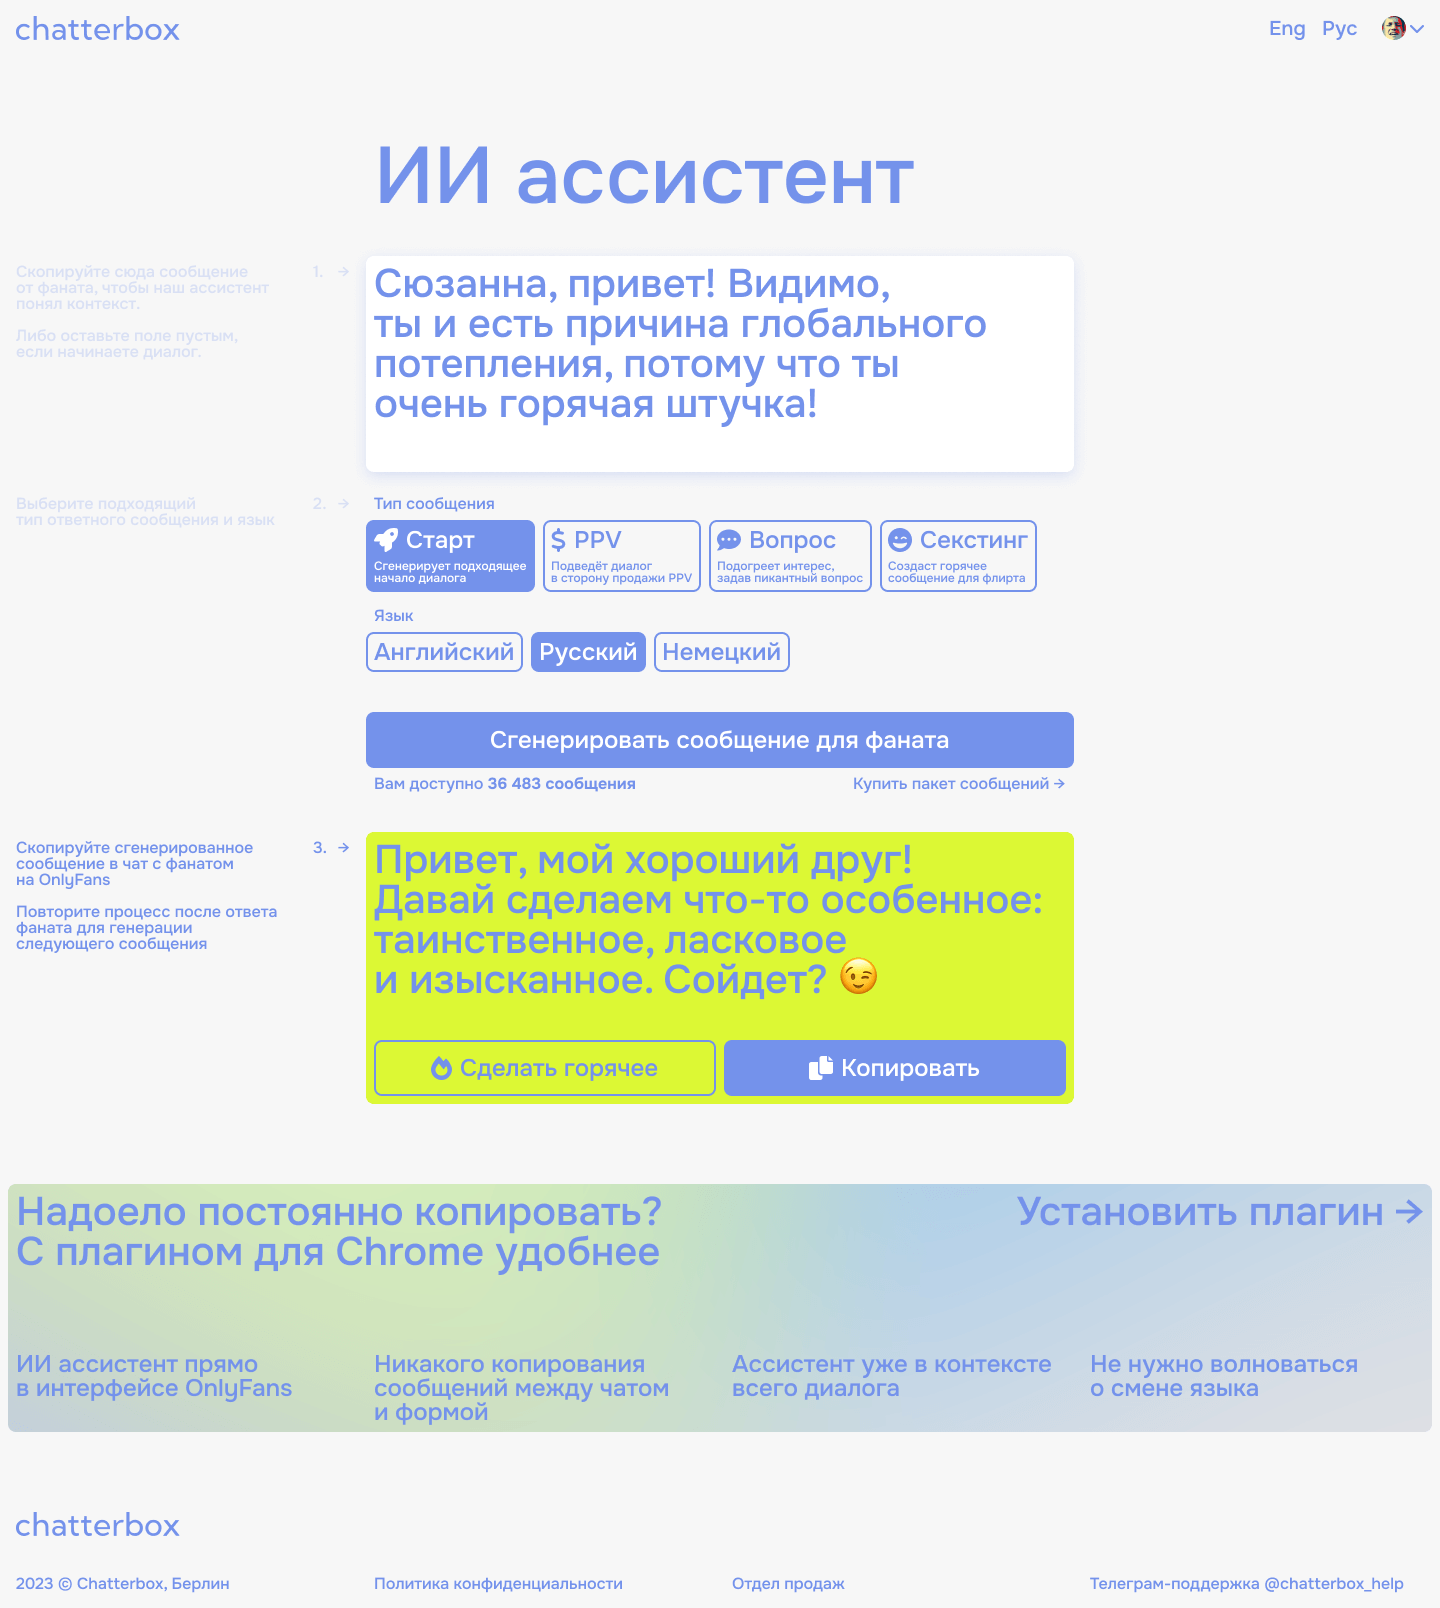 chatterbox
Eng Рус
ИИ ассистент
Скопируйте сюда сообщение
от фаната, чтобы наш ассистент
понял контекст.
Либо оставьте поле пустым,
если начинаете диалог.
1. →
Сюзанна, привет! Видимо,
ты и есть причина глобального
потепления, потому что ты
очень горячая штучка!
Выберите подходящий
тип ответного сообщения и язык
2. →
Тип сообщения
Старт
Сгенерирует подходящее
начало диалога
PPV
Подведёт диалог
в сторону продажи PPV
Вопрос
Подогреет интерес,
задав пикантный вопрос
Секстинг
Создаст горячее
сообщение для флирта
Язык
Английский
Русский
Немецкий
Сгенерировать сообщение для фаната
Вам доступно 36 483 сообщения
Купить пакет сообщений →
Скопируйте сгенерированное
сообщение в чат с фанатом
на OnlyFans
Повторите процесс после ответа
фаната для генерации
следующего сообщения
3. →
Привет, мой хороший друг!
Давай сделаем что-то особенное:
таинственное, ласковое
и изысканное. Сойдет? 😉
Сделать горячее
Копировать
Надоело постоянно копировать?
С плагином для Chrome удобнее
Установить плагин →
ИИ ассистент прямо
в интерфейсе OnlyFans
Никакого копирования
сообщений между чатом
и формой
Ассистент уже в контексте
всего диалога
Не нужно волноваться
о смене языка
chatterbox
2023 © Chatterbox, Берлин
Политика конфиденциальности
Отдел продаж
Телеграм-поддержка @chatterbox_help